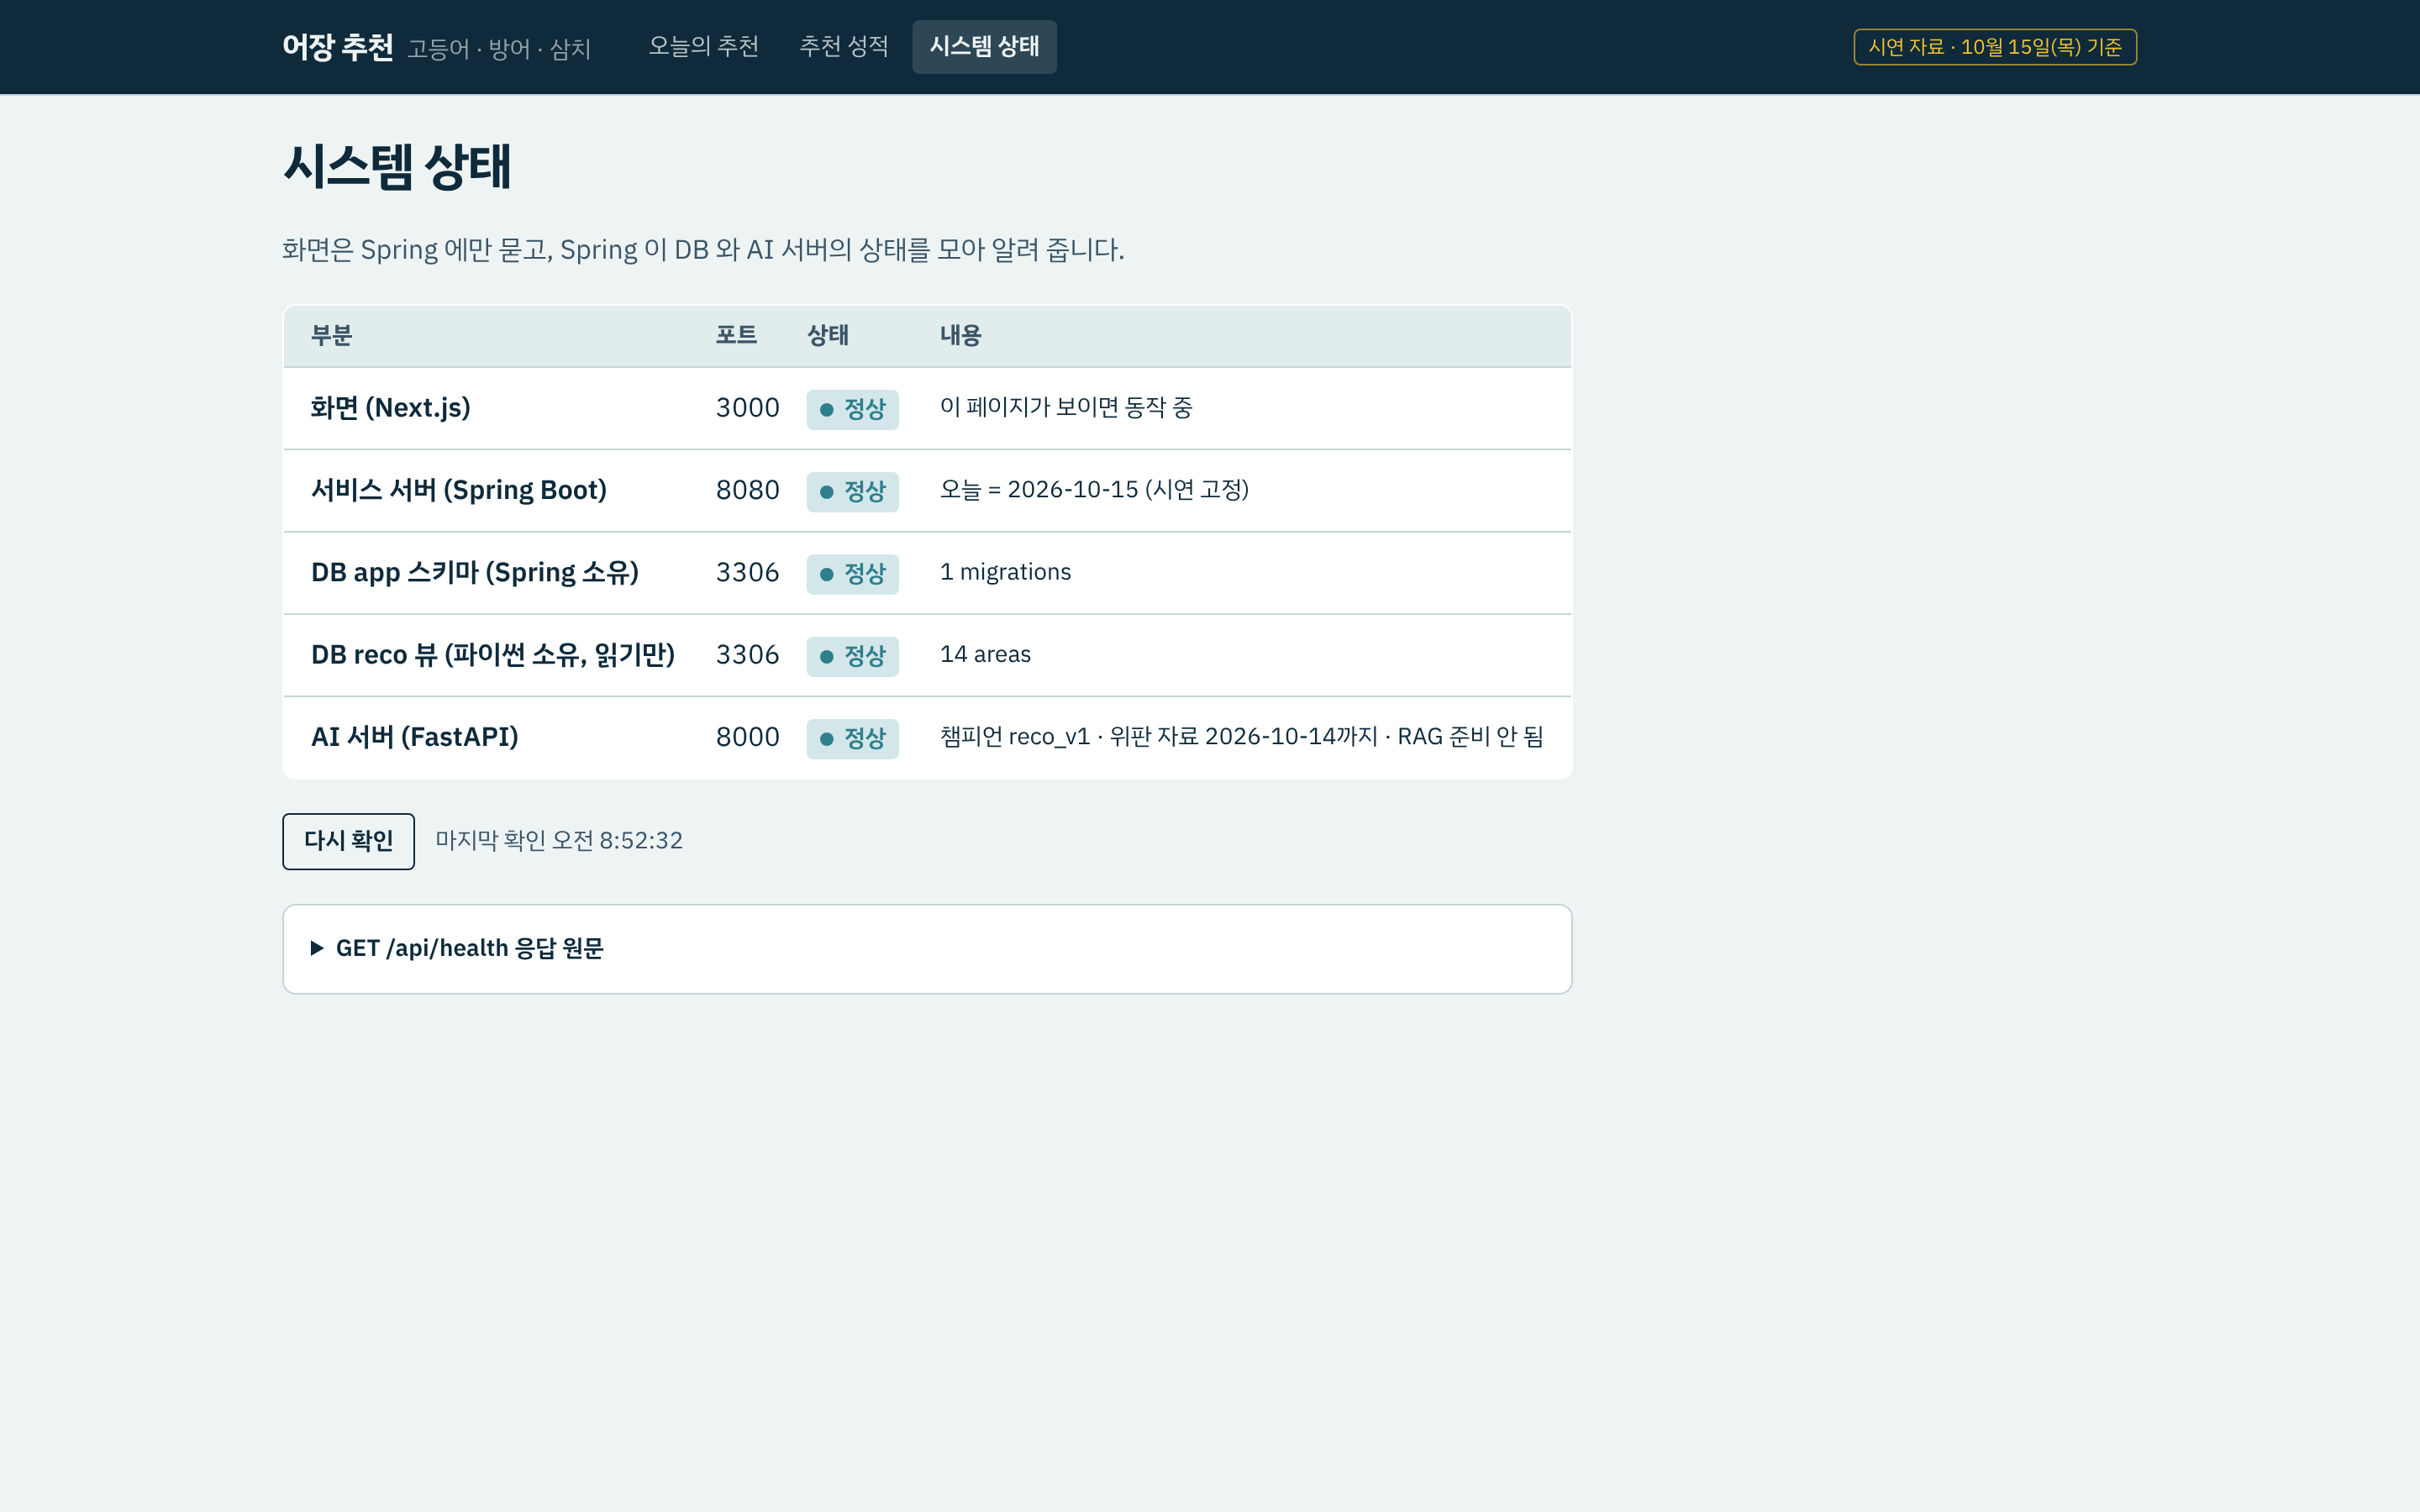 어장 추천 고등어 · 방어 · 삼치 오늘의 추천 추천 성적 시스템 상태 시연 자료 · 10월 15일(목) 기준
시스템 상태
화면은 Spring 에만 묻고, Spring 이 DB 와 AI 서버의 상태를 모아 알려 줍니다.
부분 포트 상태 내용
화면 (Next.js) 3000 정상 이 페이지가 보이면 동작 중
서비스 서버 (Spring Boot) 8080 정상 오늘 = 2026-10-15 (시연 고정)
DB app 스키마 (Spring 소유) 3306 정상 1 migrations
DB reco 뷰 (파이썬 소유, 읽기만) 3306 정상 14 areas
AI 서버 (FastAPI) 8000 정상 챔피언 reco_v1 · 위판 자료 2026-10-14까지 · RAG 준비 안 됨
다시 확인 마지막 확인 오전 8:52:32
GET /api/health 응답 원문